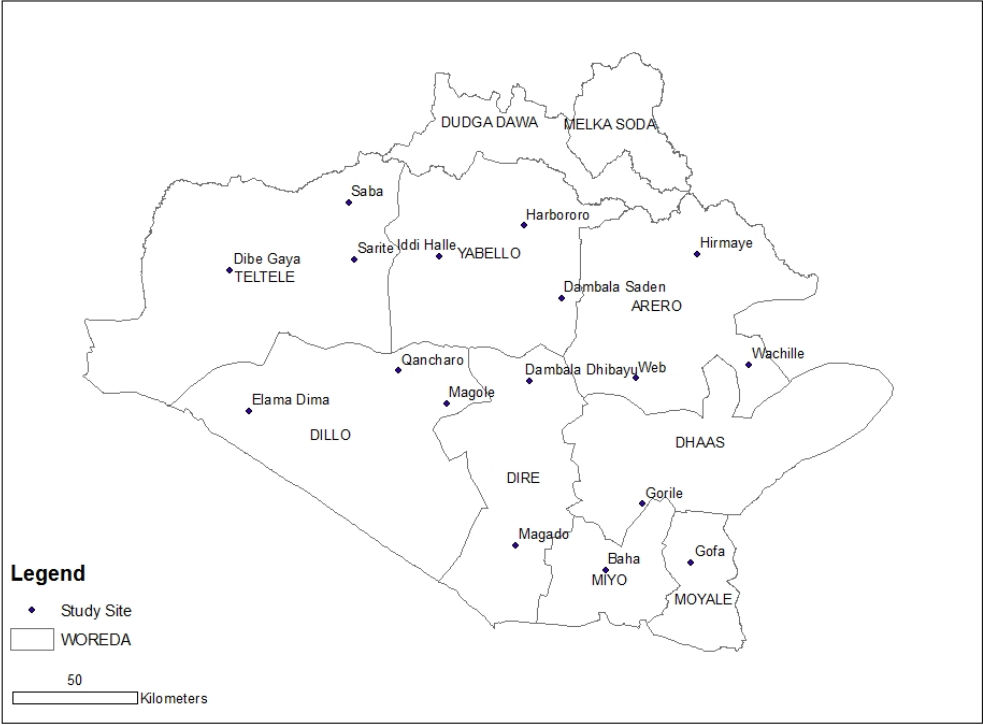 DUDGA DAWA
MELKA SODA
Saba
Harbororo
Hirmaye
Sarite
Iddi Halle
YABELLO
Dibe Gaya
TELTELE
Dambala Saden
ARERO
Wachille
Qancharo
Dambala Dhibayu
Web
Magole
Elama Dima
DILLO
DHAAS
DIRE
Gorile
Magado
Gofa
Baha
MIYO
MOYALE
Legend
Study Site
WOREDA
50
Kilometers